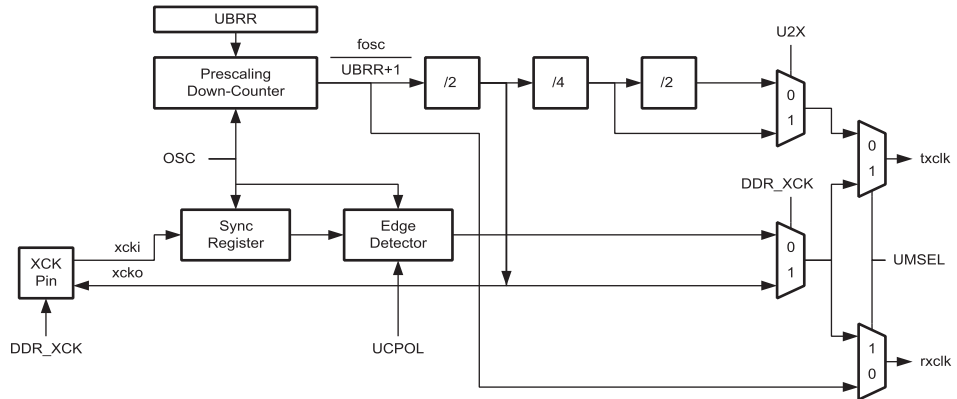 UBRR
fosc
UBRR+1
U2X
Prescaling
Down-Counter
/2
/4
/2
0
1
OSC
0
1
txclk
DDR_XCK
Sync
Register
Edge
Detector
xcki
XCK
Pin
xcko
0
1
UMSEL
DDR_XCK
UCPOL
1
0
rxclk